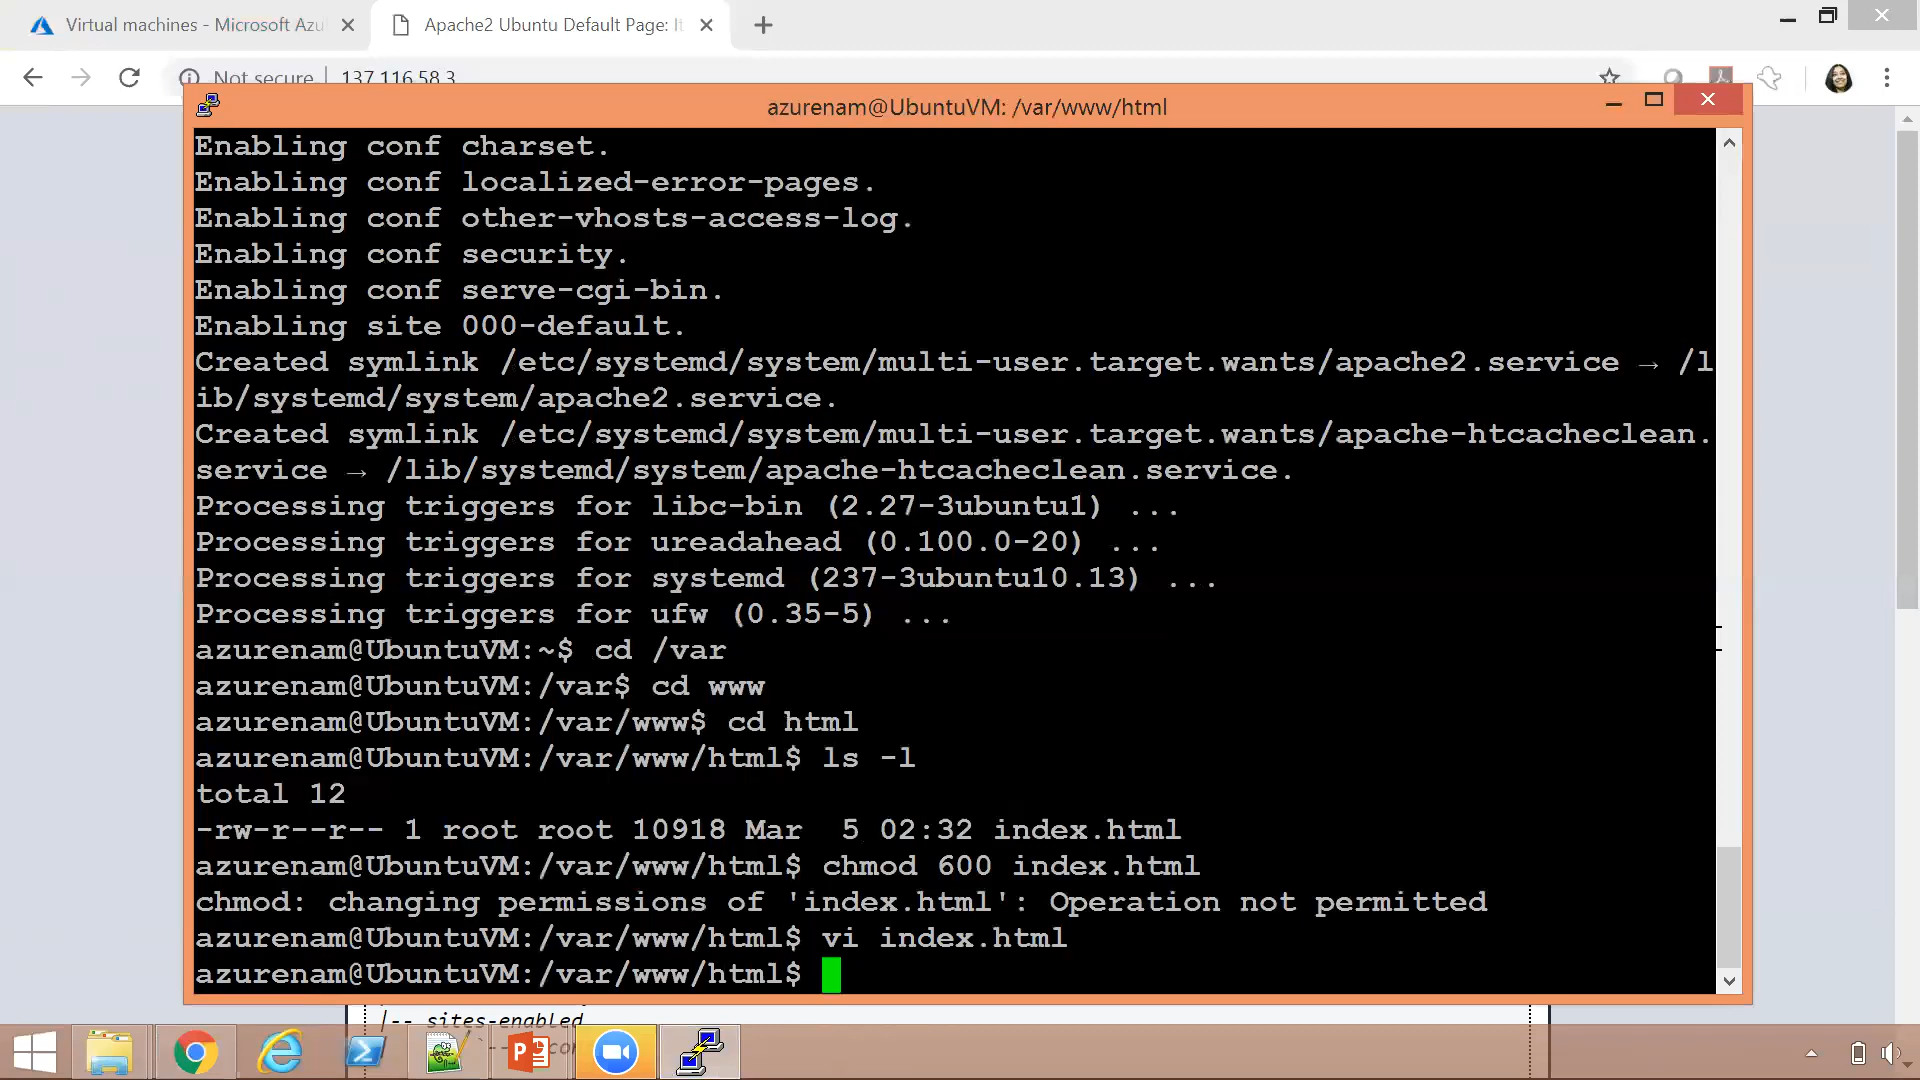 Virtual machines - Microsoft Azu
Apache2 Ubuntu Default Page: It
Not secure | 137.116.58.3
azurenam@UbuntuVM: /var/www/html
Enabling conf charset.
Enabling conf localized-error-pages.
Enabling conf other-vhosts-access-log.
Enabling conf security.
Enabling conf serve-cgi-bin.
Enabling site 000-default.
Created symlink /etc/systemd/system/multi-user.target.wants/apache2.service → /l
ib/systemd/system/apache2.service.
Created symlink /etc/systemd/system/multi-user.target.wants/apache-htcacheclean.
service → /lib/systemd/system/apache-htcacheclean.service.
Processing triggers for libc-bin (2.27-3ubuntu1) ...
Processing triggers for ureadahead (0.100.0-20) ...
Processing triggers for systemd (237-3ubuntu10.13) ...
Processing triggers for ufw (0.35-5) ...
azurenam@UbuntuVM:~$ cd /var
azurenam@UbuntuVM:/var$ cd www
azurenam@UbuntuVM:/var/www$ cd html
azurenam@UbuntuVM:/var/www/html$ ls -l
total 12
-rw-r--r-- 1 root root 10918 Mar  5 02:32 index.html
azurenam@UbuntuVM:/var/www/html$ chmod 600 index.html
chmod: changing permissions of 'index.html': Operation not permitted
azurenam@UbuntuVM:/var/www/html$ vi index.html
azurenam@UbuntuVM:/var/www/html$
|-- sites-enabled